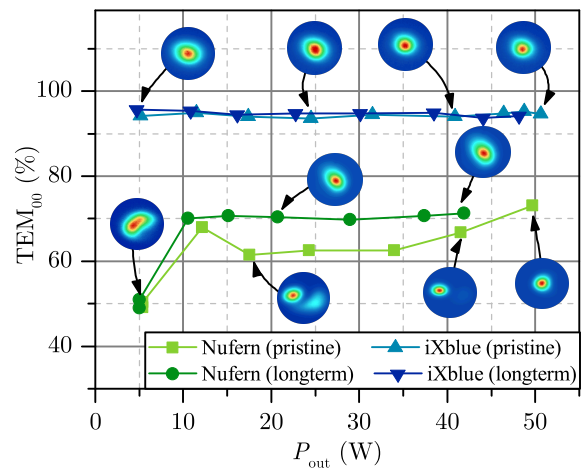 100
80
60
40
TEM00 (%)
Nufern (pristine)
iXblue (pristine)
Nufern (longterm)
iXblue (longterm)
0 10 20 30 40 50
Pout (W)